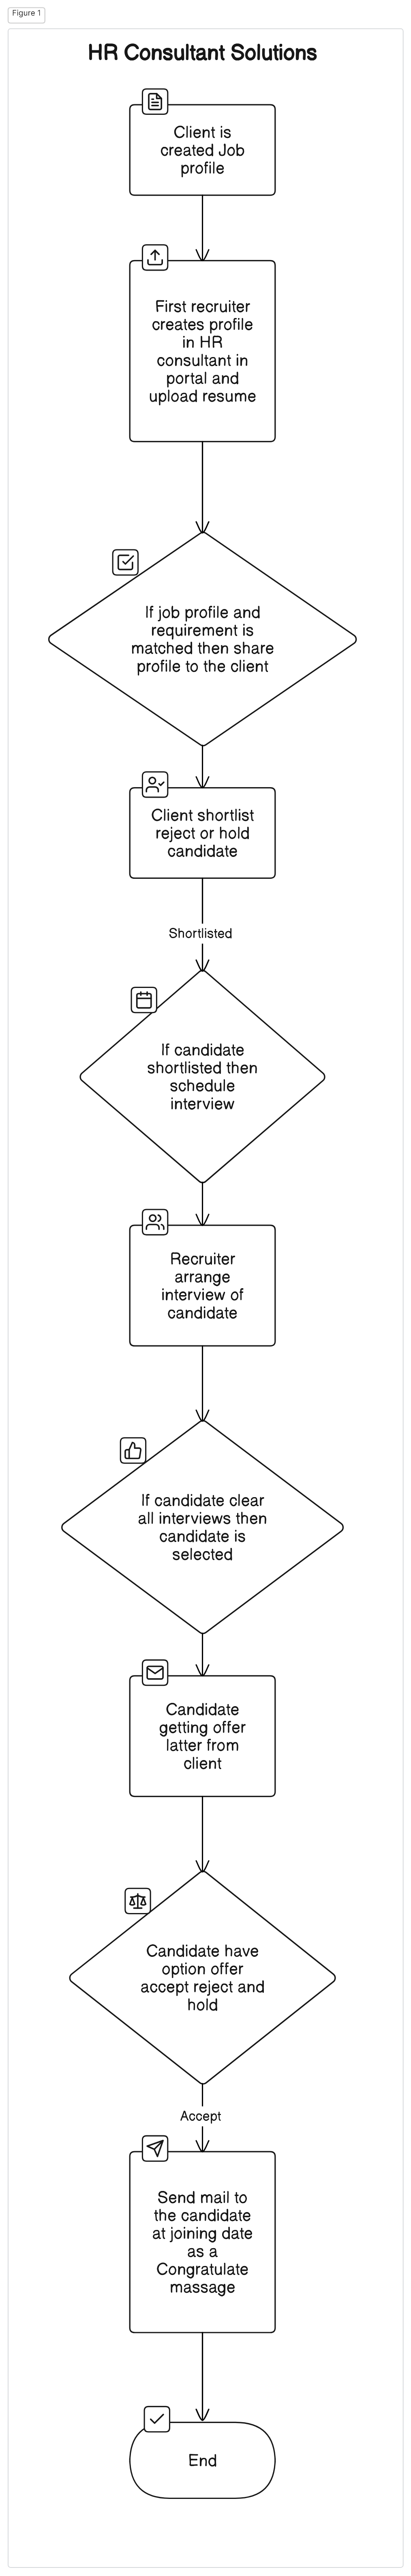 Figure 1
HR Consultant Solutions
Client is
created Job
profile
First recruiter
creates profile
in HR
consultant in
portal and
upload resume
If job profile and
requirement is
matched then share
profile to the client
Client shortlist
reject or hold
candidate
Shortlisted
If candidate
shortlisted then
schedule
interview
Recruiter
arrange
interview of
candidate
If candidate clear
all interviews then
candidate is
selected
Candidate
getting offer
latter from
client
Candidate have
option offer
accept reject and
hold
Accept
Send mail to
the candidate
at joining date
as a
Congratulate
massage
End